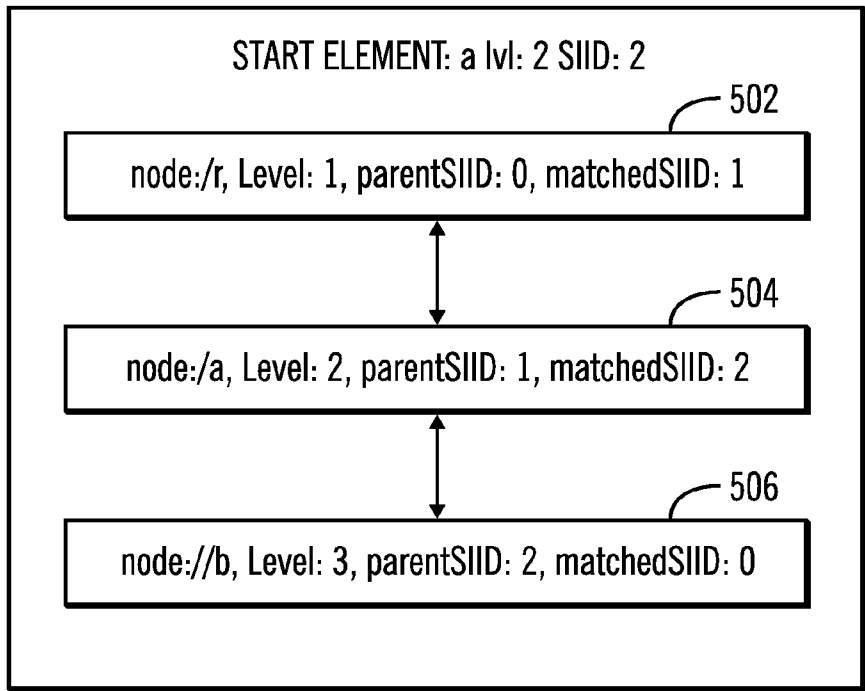 START ELEMENT: a lvl: 2 SIID: 2
502
node:/r, Level: 1, parentSIID: 0, matchedSIID: 1
504
node:/a, Level: 2, parentSIID: 1, matchedSIID: 2
506
node://b, Level: 3, parentSIID: 2, matchedSIID: 0